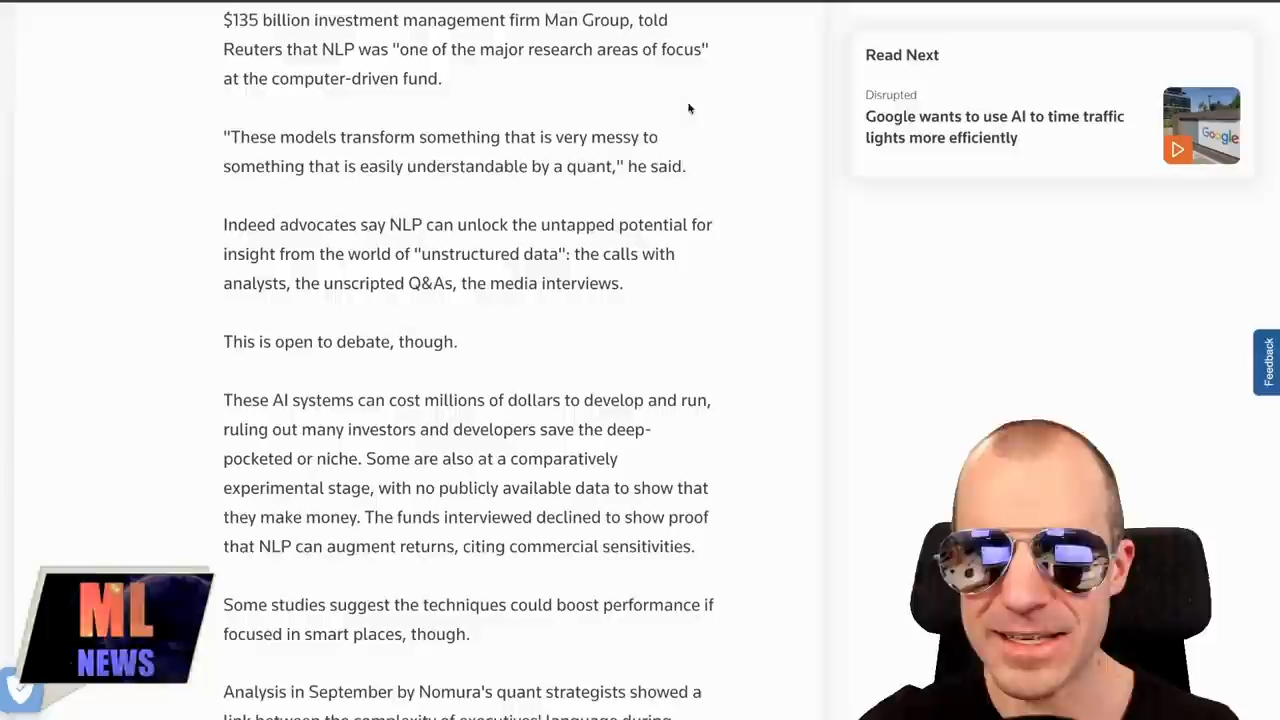 $135 billion investment management firm Man Group, told
Reuters that NLP was "one of the major research areas of focus"
at the computer-driven fund.
"These models transform something that is very messy to
something that is easily understandable by a quant," he said.
Indeed advocates say NLP can unlock the untapped potential for
insight from the world of "unstructured data": the calls with
analysts, the unscripted Q&As, the media interviews.
This is open to debate, though.
These AI systems can cost millions of dollars to develop and run,
ruling out many investors and developers save the deep-
pocketed or niche. Some are also at a comparatively
experimental stage, with no publicly available data to show that
they make money. The funds interviewed declined to show proof
that NLP can augment returns, citing commercial sensitivities.
Some studies suggest the techniques could boost performance if
focused in smart places, though.
Analysis in September by Nomura's quant strategists showed a
link between the complexity of executives' language during
Read Next
Disrupted
Google wants to use AI to time traffic
lights more efficiently
Google
Feedback
ML
NEWS